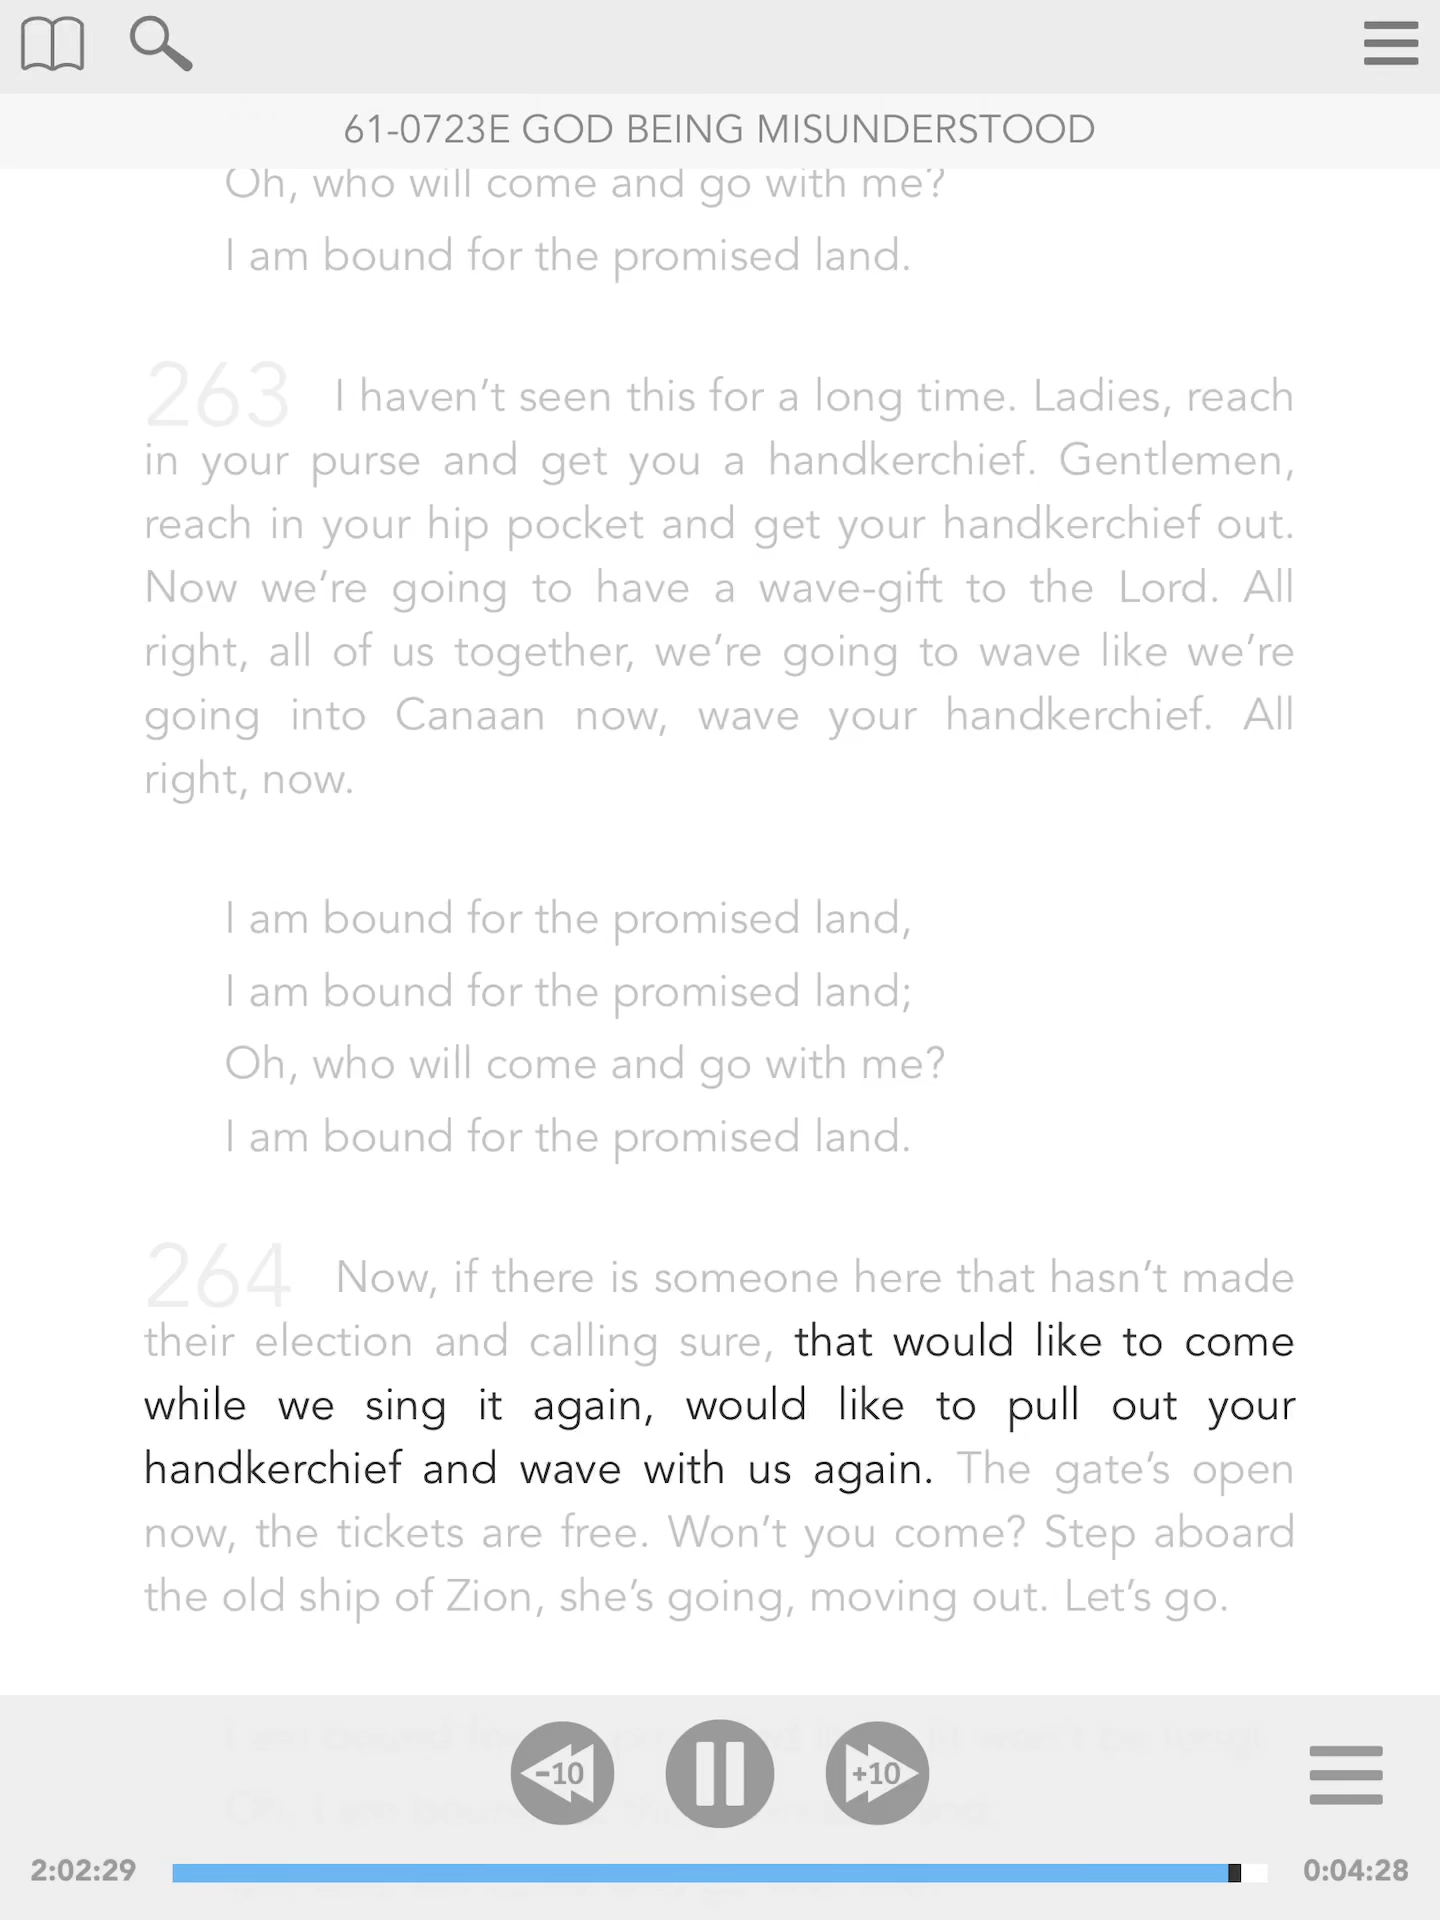 61-0723E GOD BEING MISUNDERSTOOD
Oh, who will come and go with me?
I am bound for the promised land.
263 I haven’t seen this for a long time. Ladies, reach
in your purse and get you a handkerchief. Gentlemen,
reach in your hip pocket and get your handkerchief out.
Now we’re going to have a wave-gift to the Lord. All
right, all of us together, we’re going to wave like we’re
going into Canaan now, wave your handkerchief. All
right, now.
I am bound for the promised land,
I am bound for the promised land;
Oh, who will come and go with me?
I am bound for the promised land.
264 Now, if there is someone here that hasn’t made
their election and calling sure, that would like to come
while we sing it again, would like to pull out your
handkerchief and wave with us again. The gate’s open
now, the tickets are free. Won’t you come? Step aboard
the old ship of Zion, she’s going, moving out. Let’s go.
-10 +10
2:02:29 0:04:28